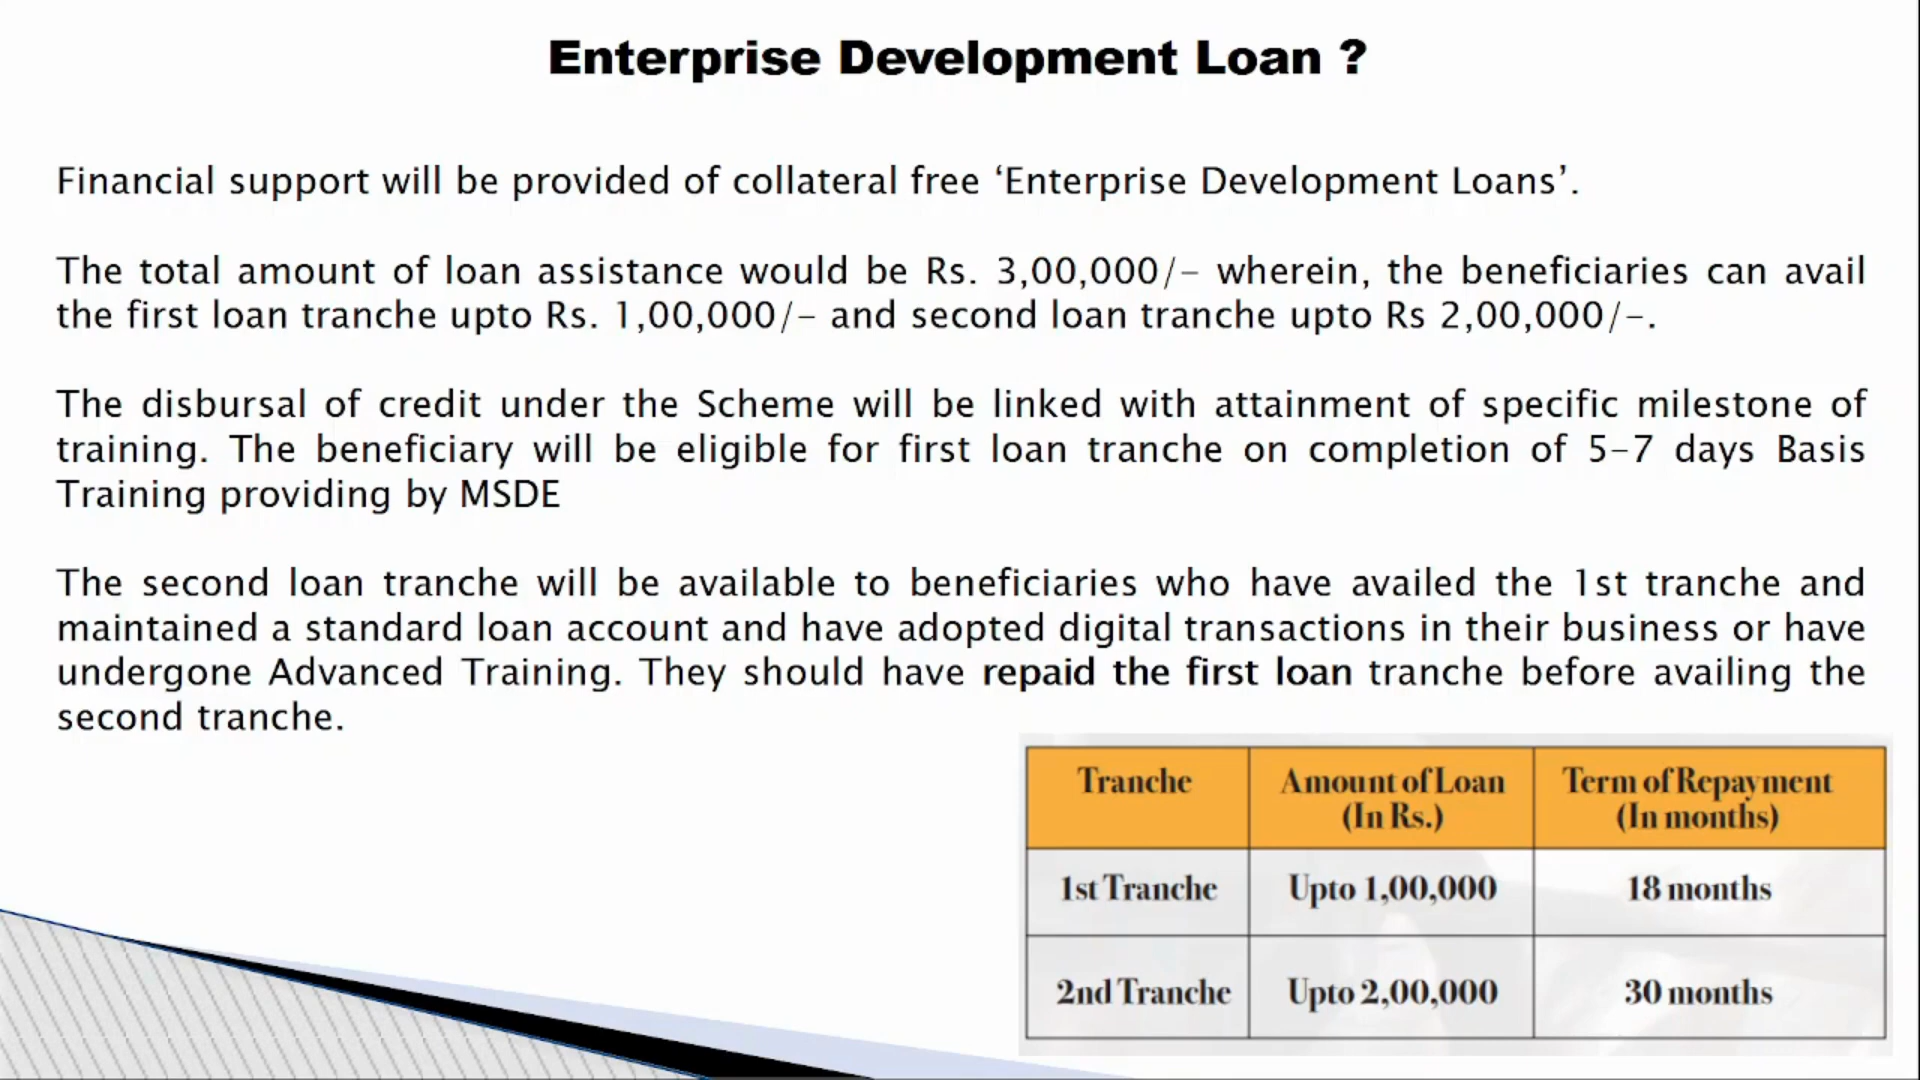 Enterprise Development Loan ?
Financial support will be provided of collateral free ‘Enterprise Development Loans’.
The total amount of loan assistance would be Rs. 3,00,000/- wherein, the beneficiaries can avail
the first loan tranche upto Rs. 1,00,000/- and second loan tranche upto Rs 2,00,000/-.
The disbursal of credit under the Scheme will be linked with attainment of specific milestone of
training. The beneficiary will be eligible for first loan tranche on completion of 5-7 days Basis
Training providing by MSDE
The second loan tranche will be available to beneficiaries who have availed the 1st tranche and
maintained a standard loan account and have adopted digital transactions in their business or have
undergone Advanced Training. They should have repaid the first loan tranche before availing the
second tranche.
Tranche Amount of Loan Term of Repayment
(In Rs.) (In months)
1st Tranche Upto 1,00,000 18 months
2nd Tranche Upto 2,00,000 30 months